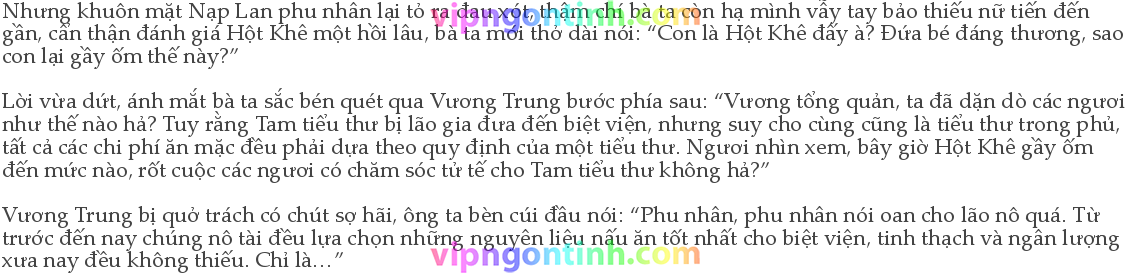 Nhưng khuôn mặt Nạp Lan phu nhân lại tỏ ra đau xót, thậm chí bà ta còn hạ mình vẫy tay bảo thiếu nữ tiến đến
gần, cẩn thận đánh giá Hột Khê một hồi lâu, bà ta mới thở dài nói: “Con là Hột Khê đấy à? Đứa bé đáng thương, sao
con lại gầy ốm thế này?”
Lời vừa dứt, ánh mắt bà ta sắc bén quét qua Vương Trung bước phía sau: “Vương tổng quản, ta đã dặn dò các ngươi
như thế nào hả? Tuy rằng Tam tiểu thư bị lão gia đưa đến biệt viện, nhưng suy cho cùng cũng là tiểu thư trong phủ,
tất cả các chi phí ăn mặc đều phải dựa theo quy định của một tiểu thư. Ngươi nhìn xem, bây giờ Hột Khê gầy ốm
đến mức nào, rốt cuộc các ngươi có chăm sóc tử tế cho Tam tiểu thư không hả?”
Vương Trung bị quở trách có chút sợ hãi, ông ta bèn cúi đầu nói: “Phu nhân, phu nhân nói oan cho lão nô quá. Từ
trước đến nay chúng nô tài đều lựa chọn những nguyên liệu nấu ăn tốt nhất cho biệt viện, tinh thạch và ngân lượng
xưa nay đều không thiếu. Chỉ là…”
vipngontinh.com
vipngontinh.com
vipngontinh.com